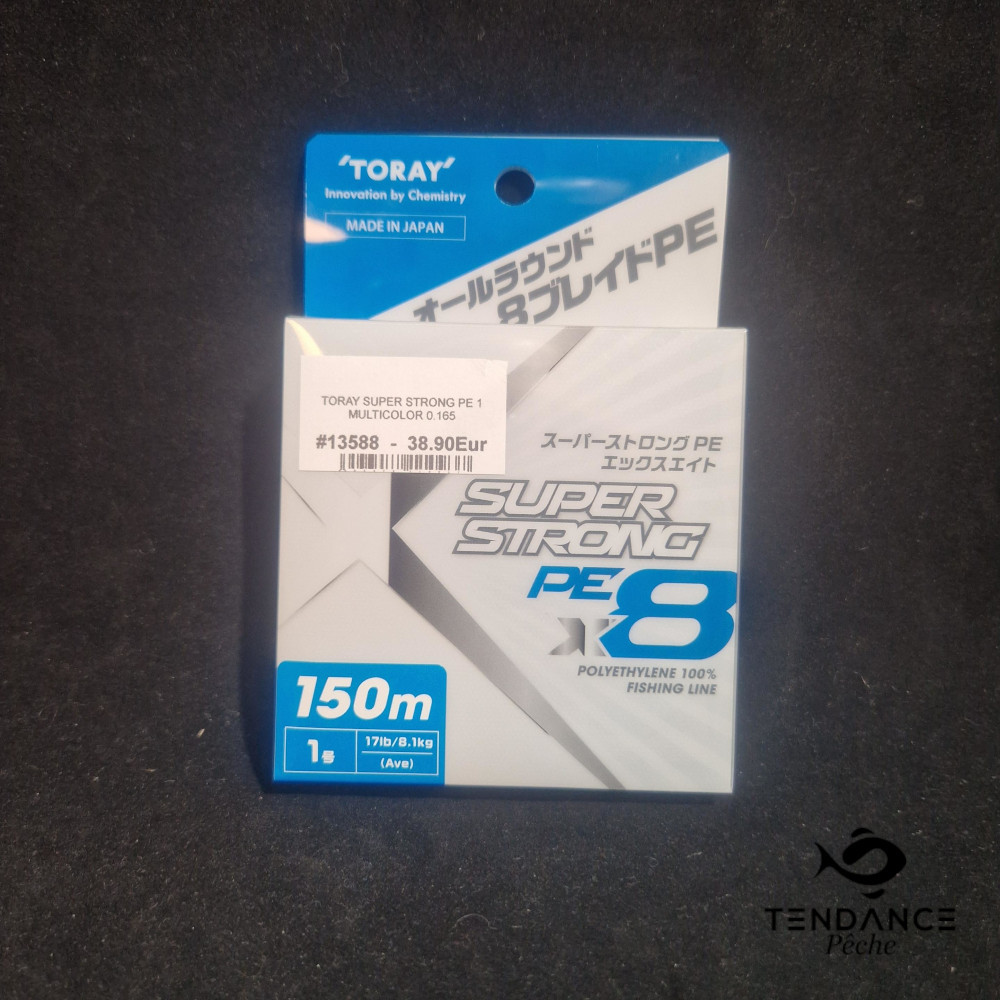 'TORAY'
Innovation by Chemistry
MADE IN JAPAN
オールラウンド
8ブレイドPE
TORAY SUPER STRONG PE 1
MULTICOLOR 0.165
#13588 - 38.90Eur
スーパーストロング PE
エックスエイト
SUPER
STRONG
PE
X8
POLYETHYLENE 100%
FISHING LINE
150m
1号
17lb/8.1kg
(Ave)
TENDANCE
Pêche